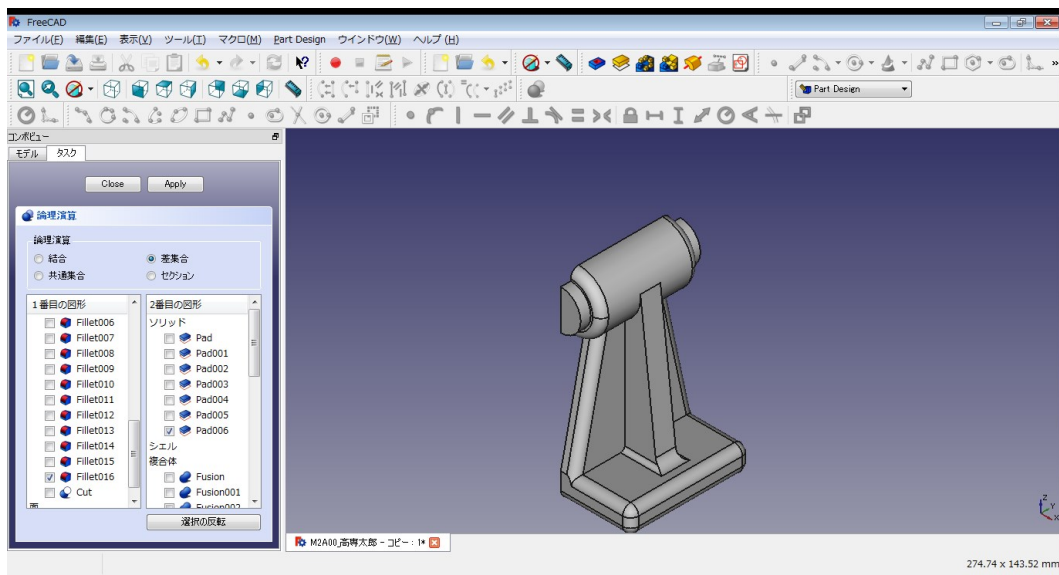 FreeCAD
ファイル(F) 編集(E) 表示(V) ツール(T) マクロ(M) Part Design ウインドウ(W) ヘルプ(H)
Part Design
コンボビュー
モデル タスク
Close Apply
論理演算
論理演算
結合 差集合
共通集合 セクション
1番目の図形
Fillet006
Fillet007
Fillet008
Fillet009
Fillet010
Fillet011
Fillet012
Fillet013
Fillet014
Fillet015
Fillet016
Cut
面
2番目の図形
ソリッド
Pad
Pad001
Pad002
Pad003
Pad004
Pad005
Pad006
シェル
複合体
Fusion
Fusion001
Fusion002
選択の反転
Z
Y
X
M2A00_高専太郎 - コピー : 1*
274.74 x 143.52 mm